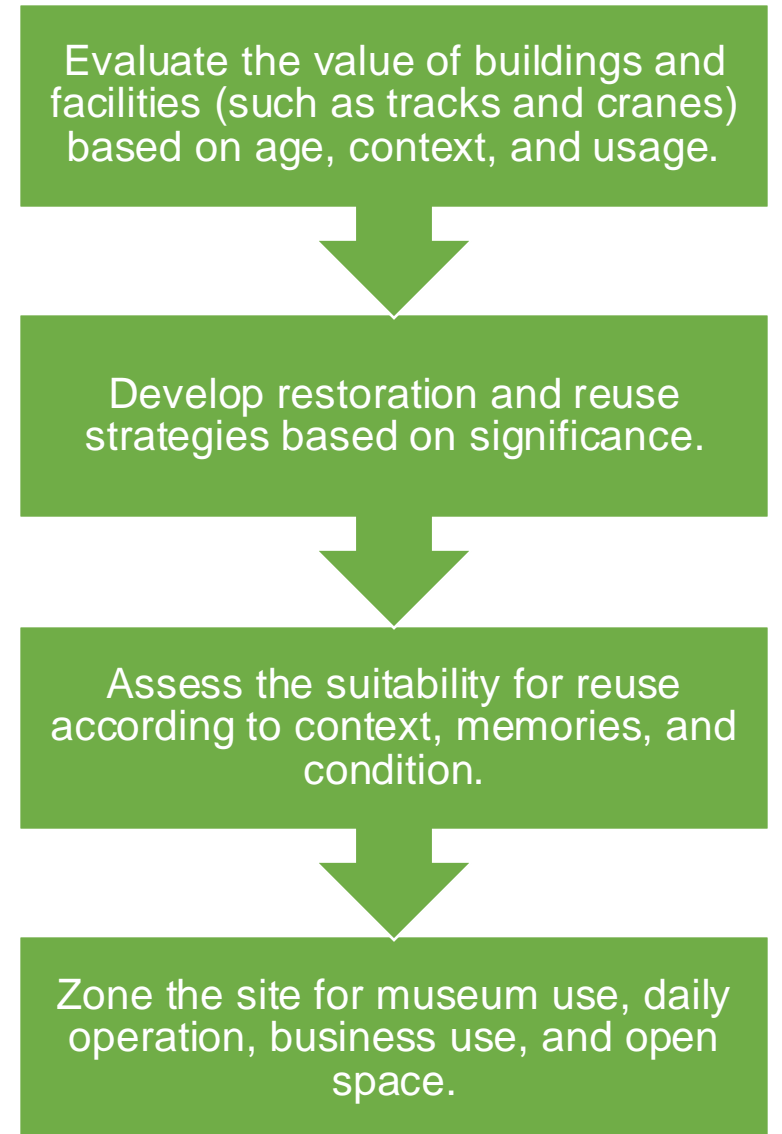 Evaluate the value of buildings and
facilities (such as tracks and cranes)
based on age, context, and usage.
Develop restoration and reuse
strategies based on significance.
Assess the suitability for reuse
according to context, memories, and
condition.
Zone the site for museum use, daily
operation, business use, and open
space.